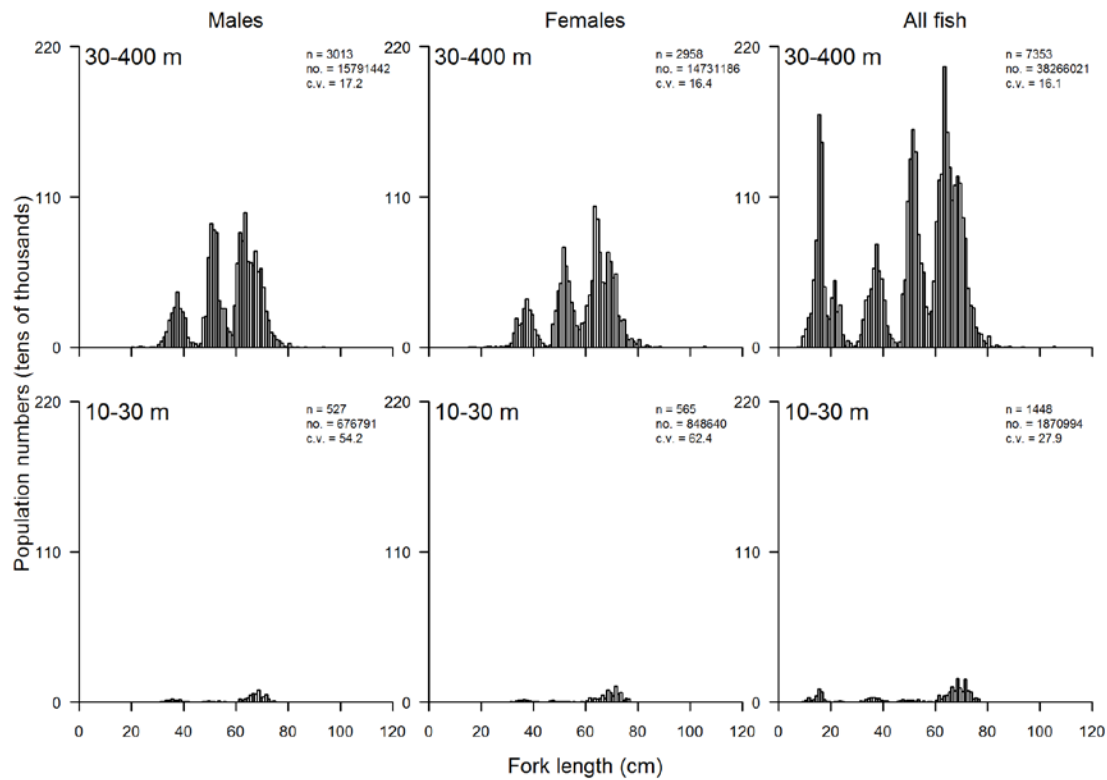 Males
Females
All fish
220
30-400 m
n = 3013
no. = 15791442
c.v. = 17.2
220
30-400 m
n = 2958
no. = 14731186
c.v. = 16.4
220
30-400 m
n = 7353
no. = 38266021
c.v. = 16.1
110
110
110
0
0
0
220
10-30 m
n = 527
no. = 676791
c.v. = 54.2
220
10-30 m
n = 565
no. = 848640
c.v. = 62.4
220
10-30 m
n = 1448
no. = 1870994
c.v. = 27.9
110
110
110
0
0
0
0 20 40 60 80 100 120
0 20 40 60 80 100 120
0 20 40 60 80 100 120
Population numbers (tens of thousands)
Fork length (cm)